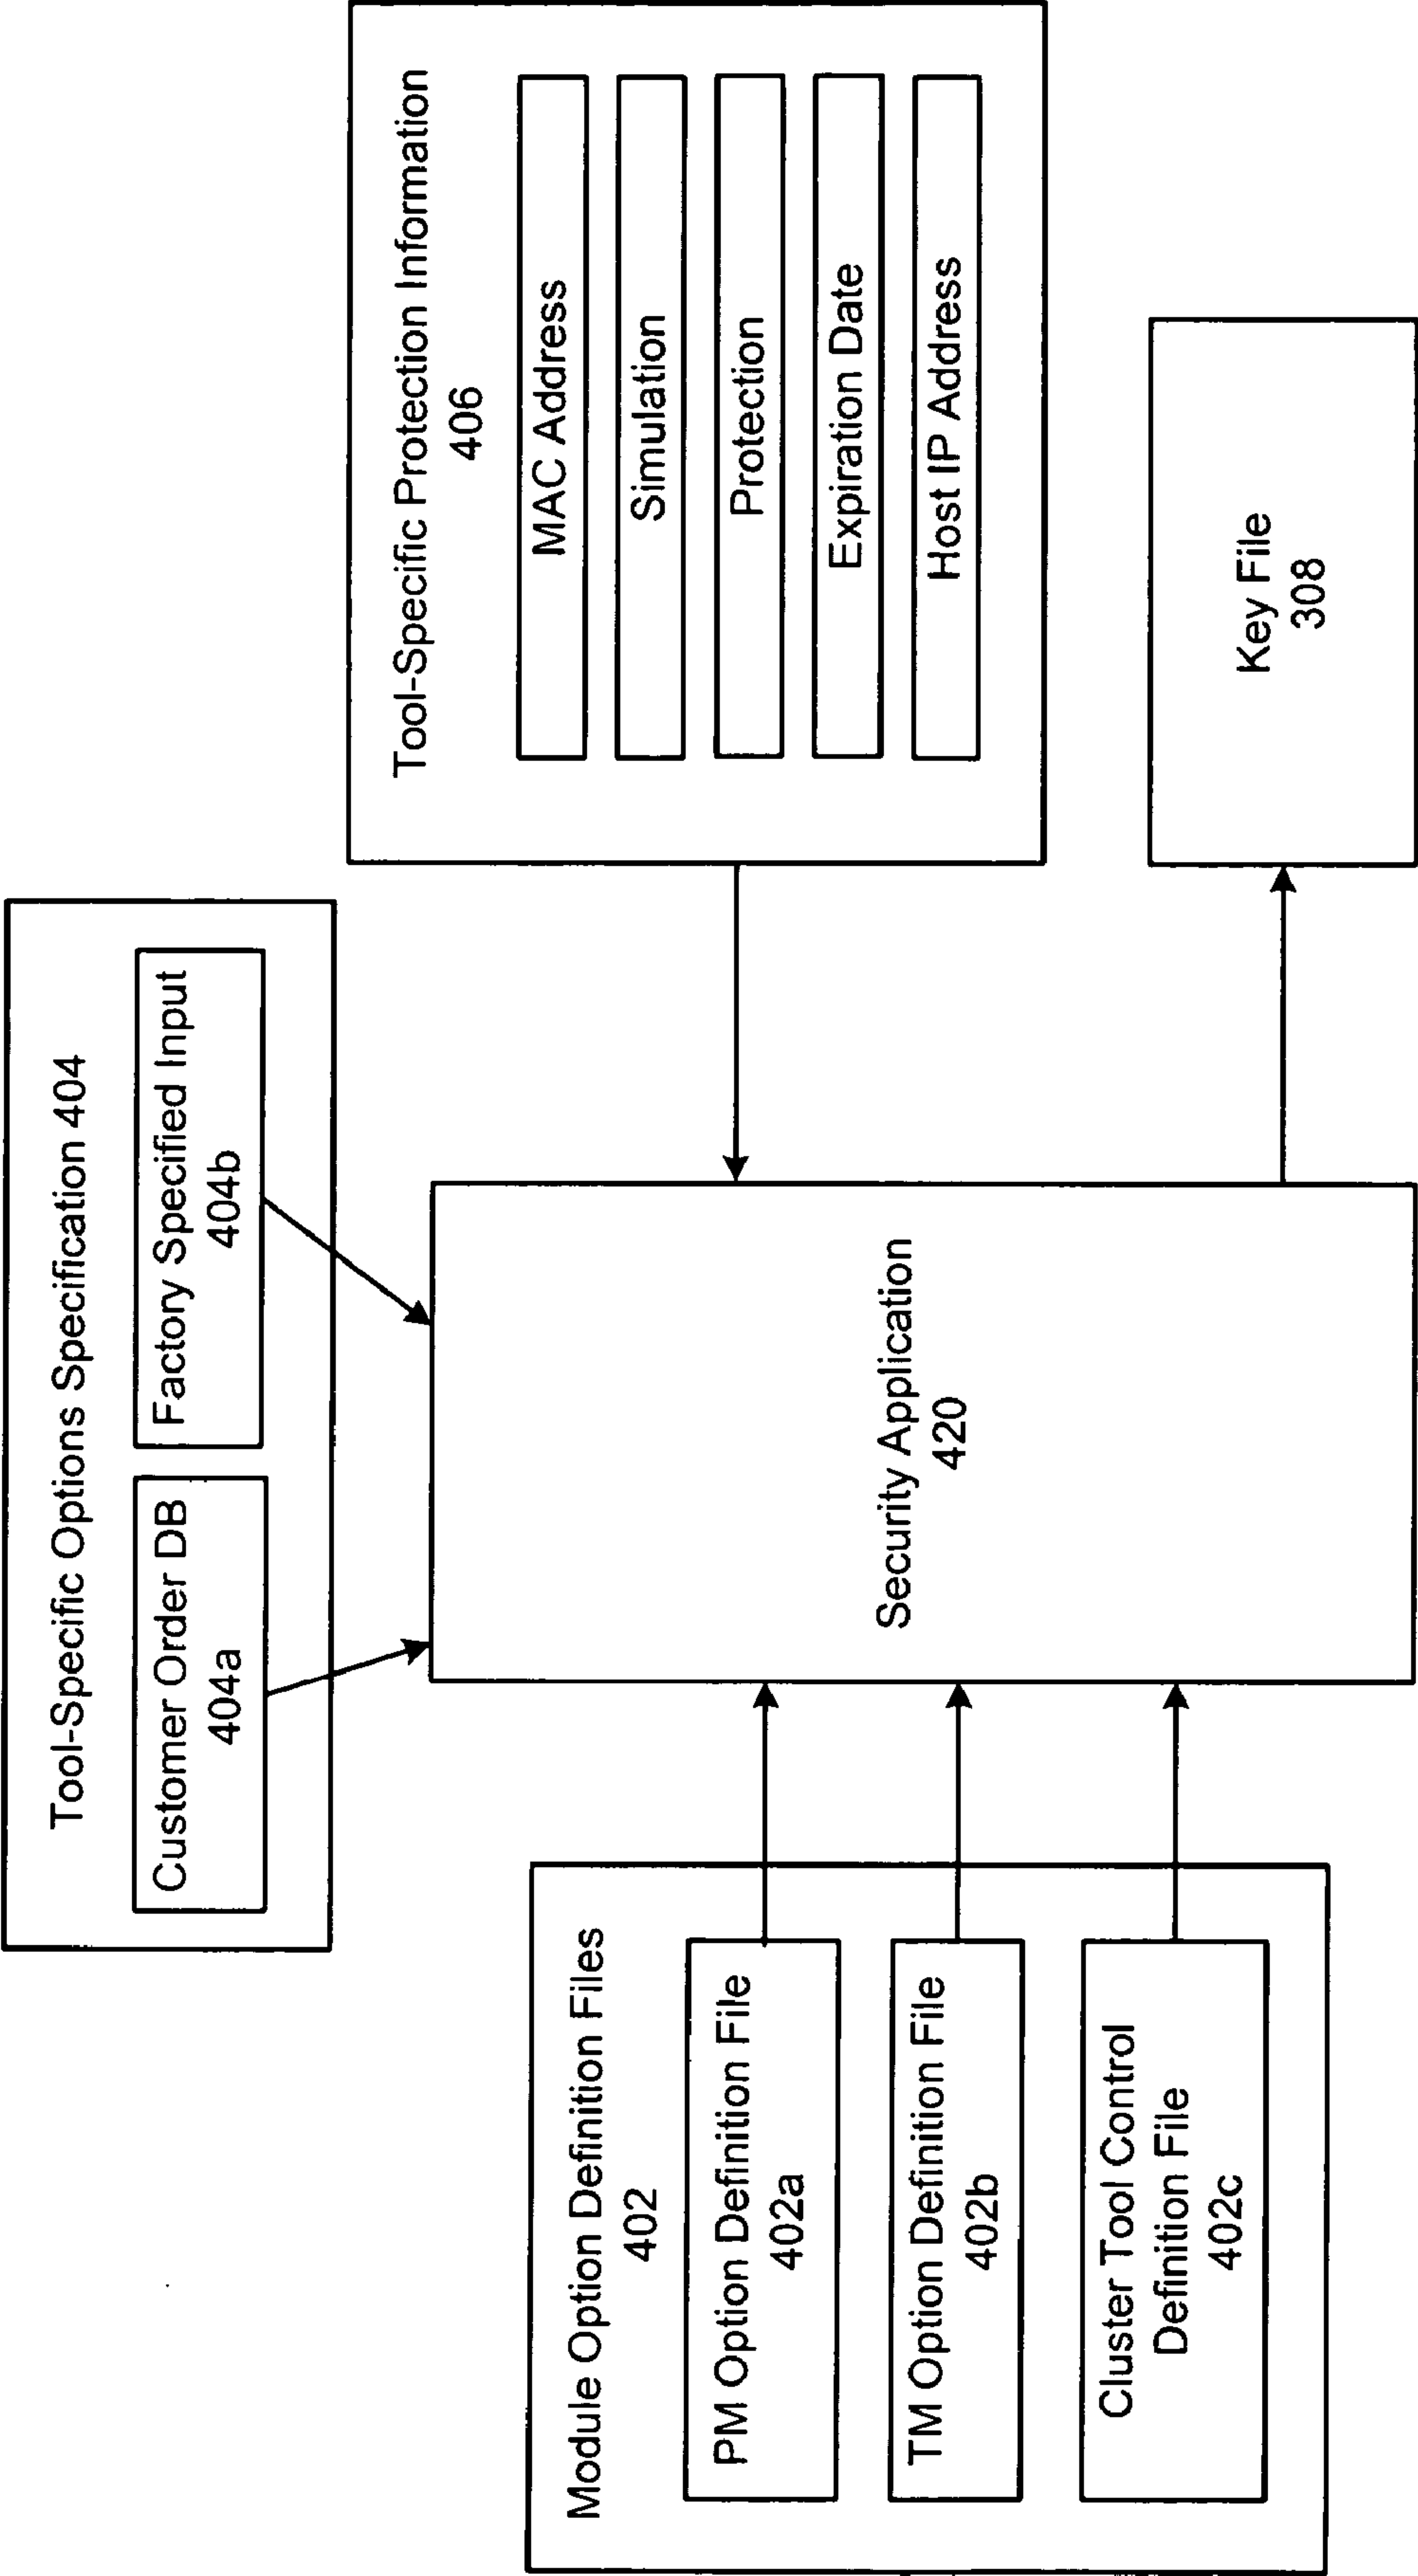 Tool-Specific Options Specification 404
Customer Order DB
404a
Factory Specified Input
404b
Module Option Definition Files
402
PM Option Definition File
402a
TM Option Definition File
402b
Cluster Tool Control
Definition File
402c
Security Application
420
Tool-Specific Protection Information
406
MAC Address
Simulation
Protection
Expiration Date
Host IP Address
Key File
308